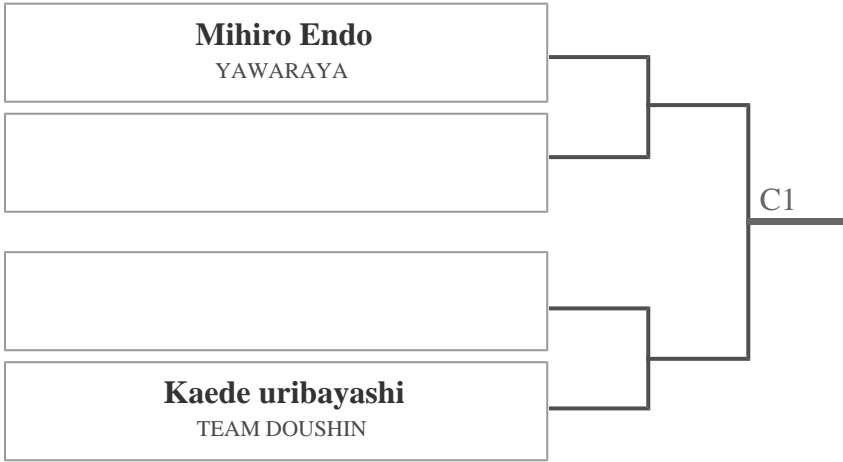 Mihiro Endo
YAWARAYA
C1
Kaede uribayashi
TEAM DOUSHIN